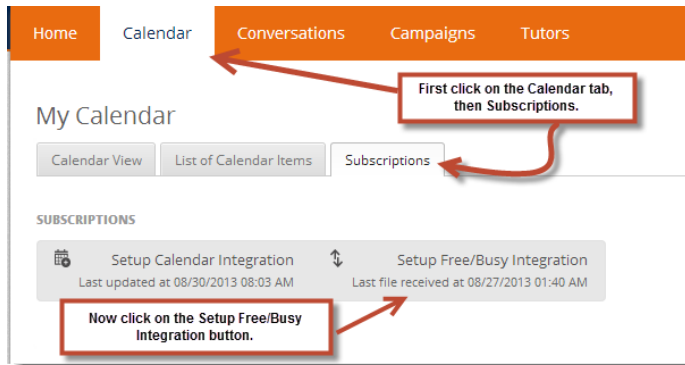 Home Calendar Conversations Campaigns Tutors
First click on the Calendar tab,
then Subscriptions.
My Calendar
Calendar View List of Calendar Items Subscriptions
SUBSCRIPTIONS
Setup Calendar Integration Setup Free/Busy Integration
Last updated at 08/30/2013 08:03 AM Last file received at 08/27/2013 01:40 AM
Now click on the Setup Free/Busy
Integration button.